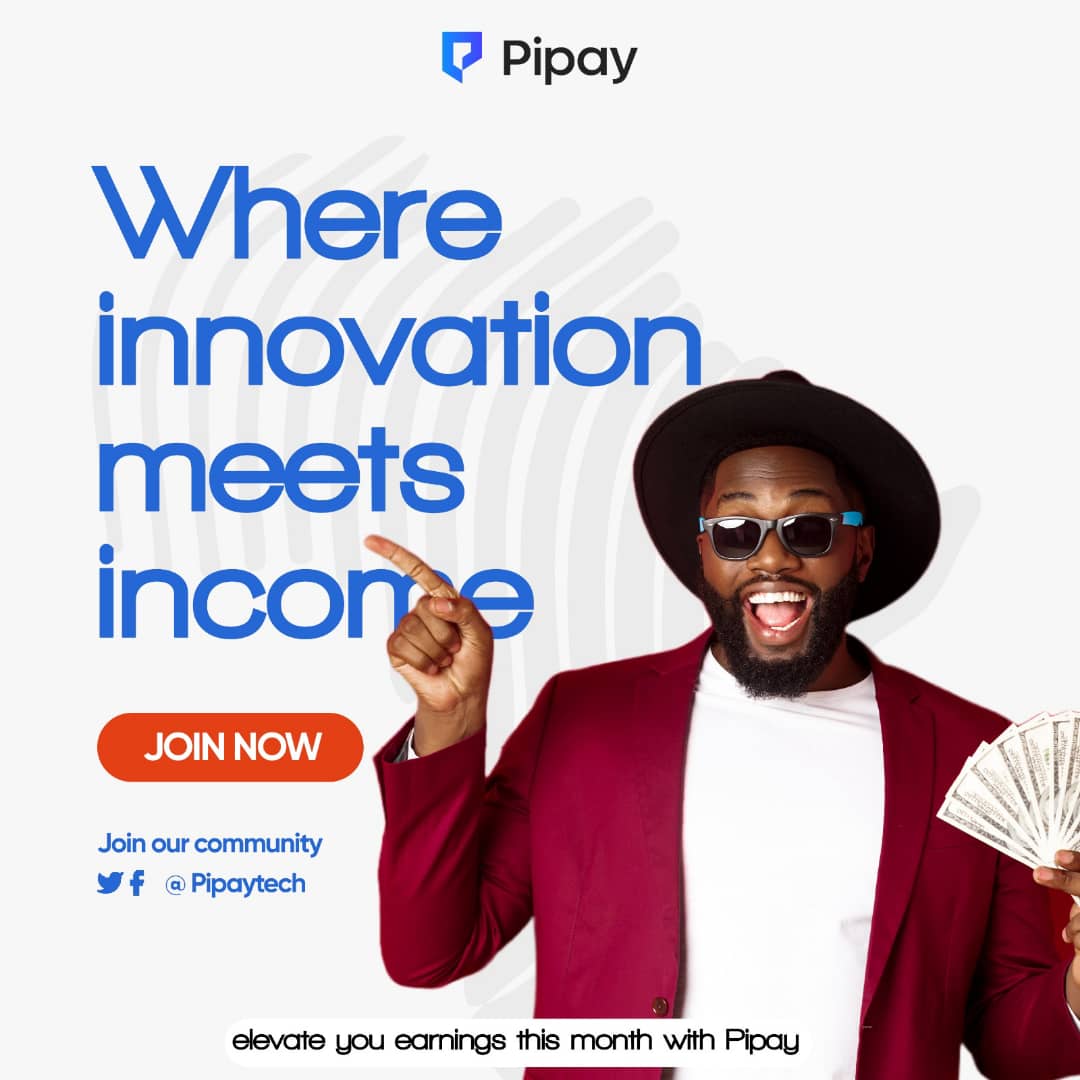 Pipay
Where
innovation
meets
income
JOIN NOW
Join our community
@ Pipaytech
elevate you earnings this month with Pipay